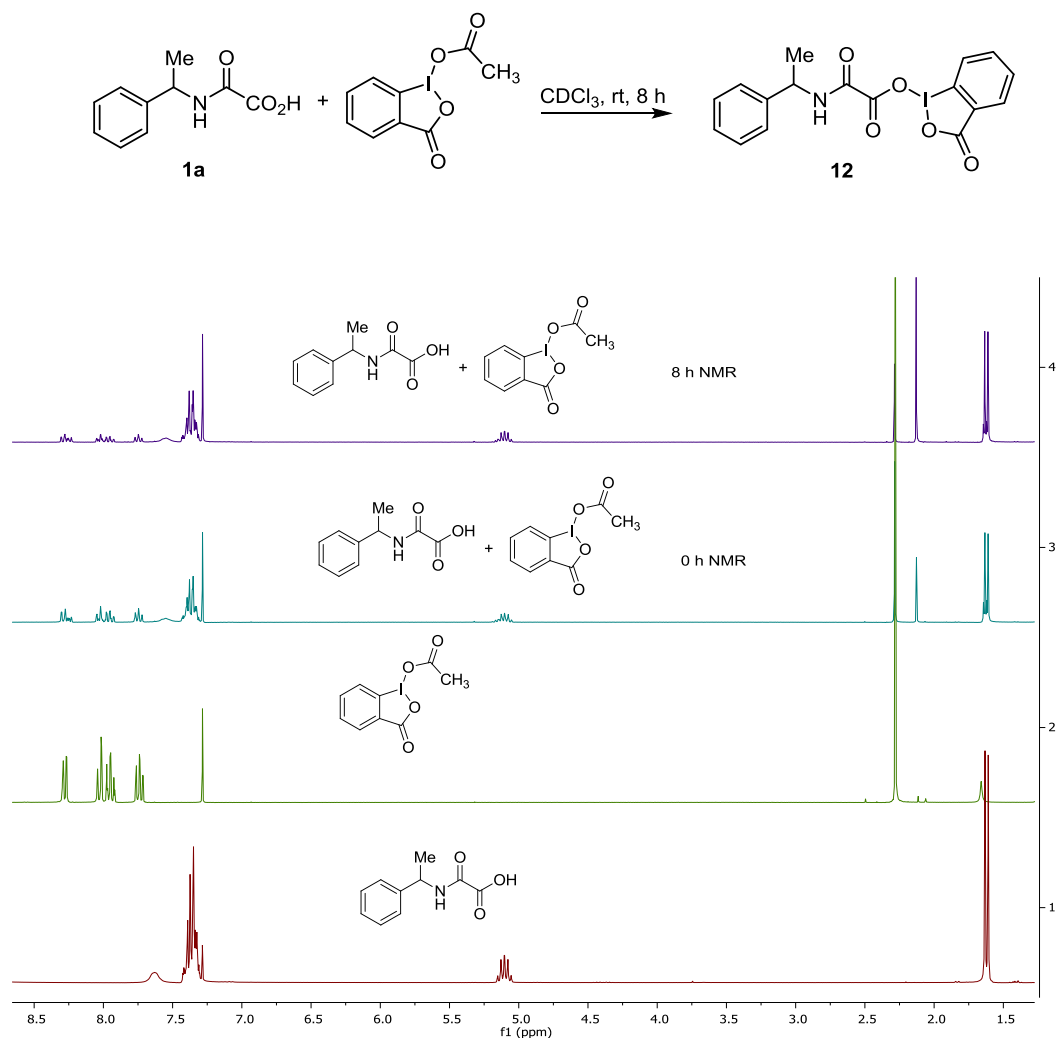 Me O N H CO₂H 1a
+
O O CH₃ I O O
CDCl3, rt, 8 h
Me O N H O O I O O 12
Me O OH N H O
+
O O CH₃ I O O
8 h NMR
4
Me O OH N H O
+
O O CH₃ I O O
0 h NMR
3
O O CH₃ I O O
2
Me O OH N H O
1
8.5 8.0 7.5 7.0 6.5 6.0 5.5 5.0 4.5 4.0 3.5 3.0 2.5 2.0 1.5
f1 (ppm)